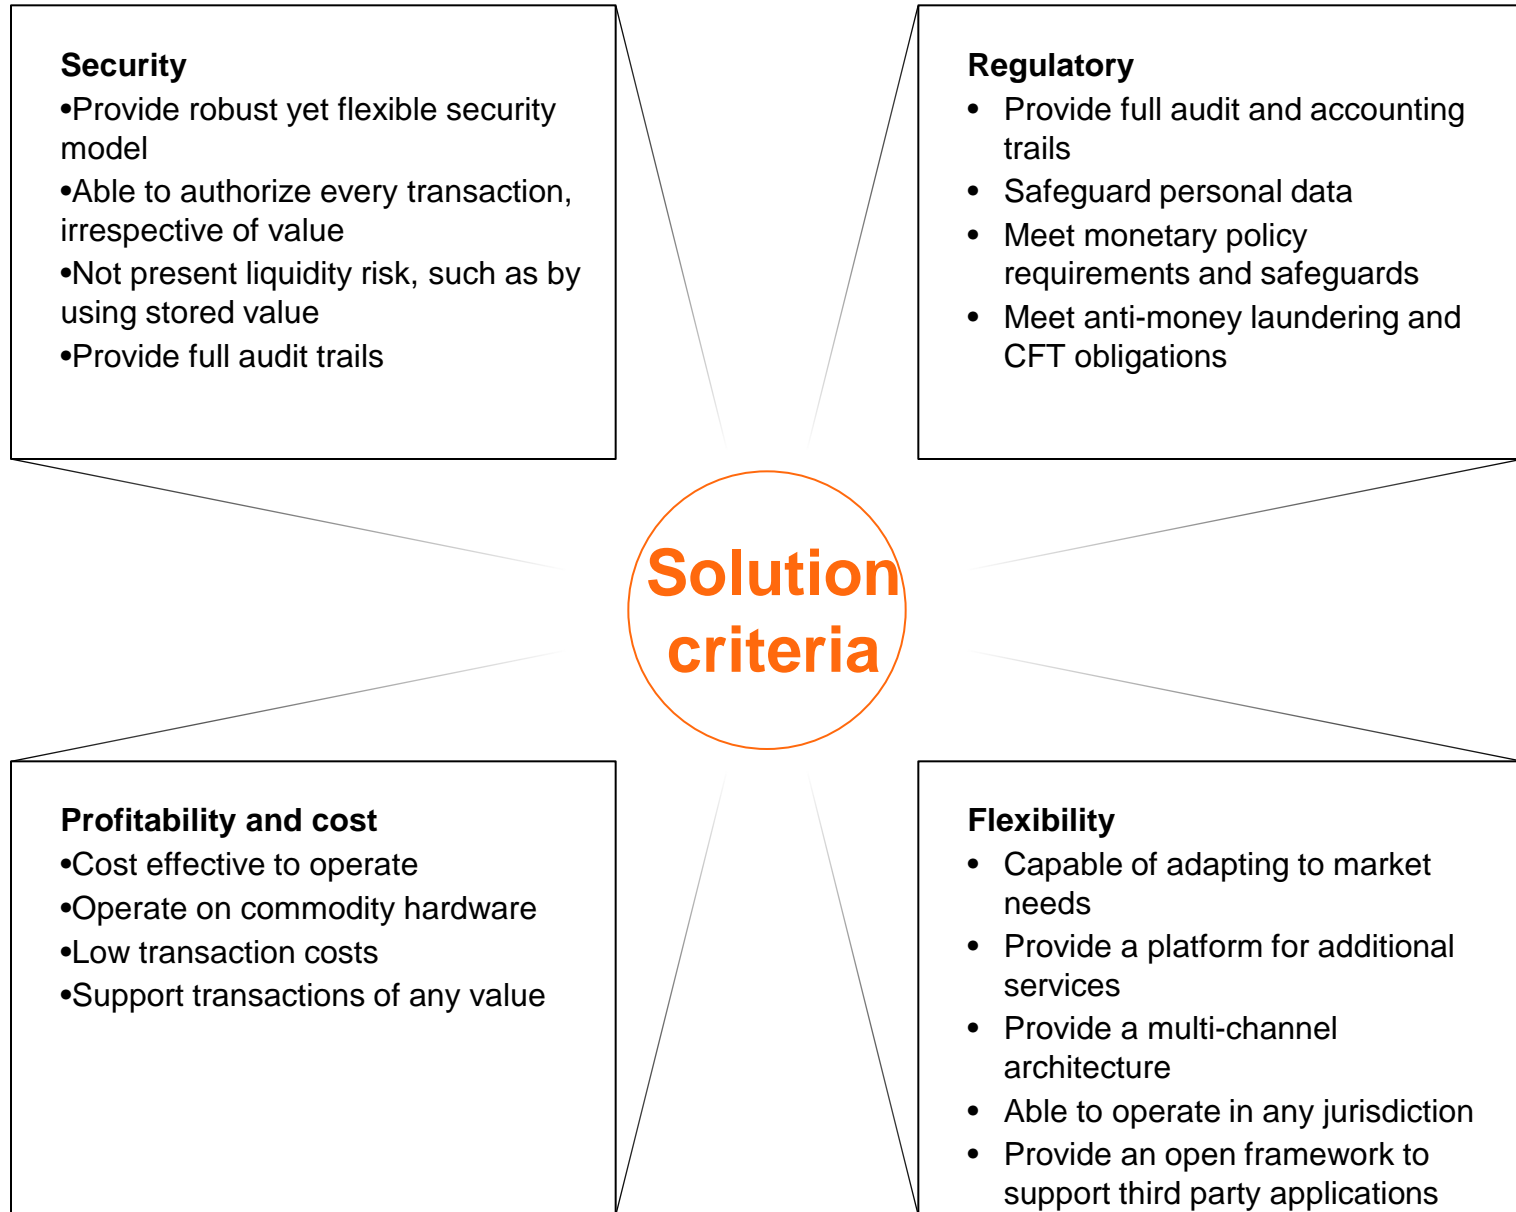 Security
•Provide robust yet flexible security
model
•Able to authorize every transaction,
irrespective of value
•Not present liquidity risk, such as by
using stored value
•Provide full audit trails
Regulatory
• Provide full audit and accounting
trails
• Safeguard personal data
• Meet monetary policy
requirements and safeguards
• Meet anti-money laundering and
CFT obligations
Solution
criteria
Profitability and cost
•Cost effective to operate
•Operate on commodity hardware
•Low transaction costs
•Support transactions of any value
Flexibility
• Capable of adapting to market
needs
• Provide a platform for additional
services
• Provide a multi-channel
architecture
• Able to operate in any jurisdiction
• Provide an open framework to
support third party applications